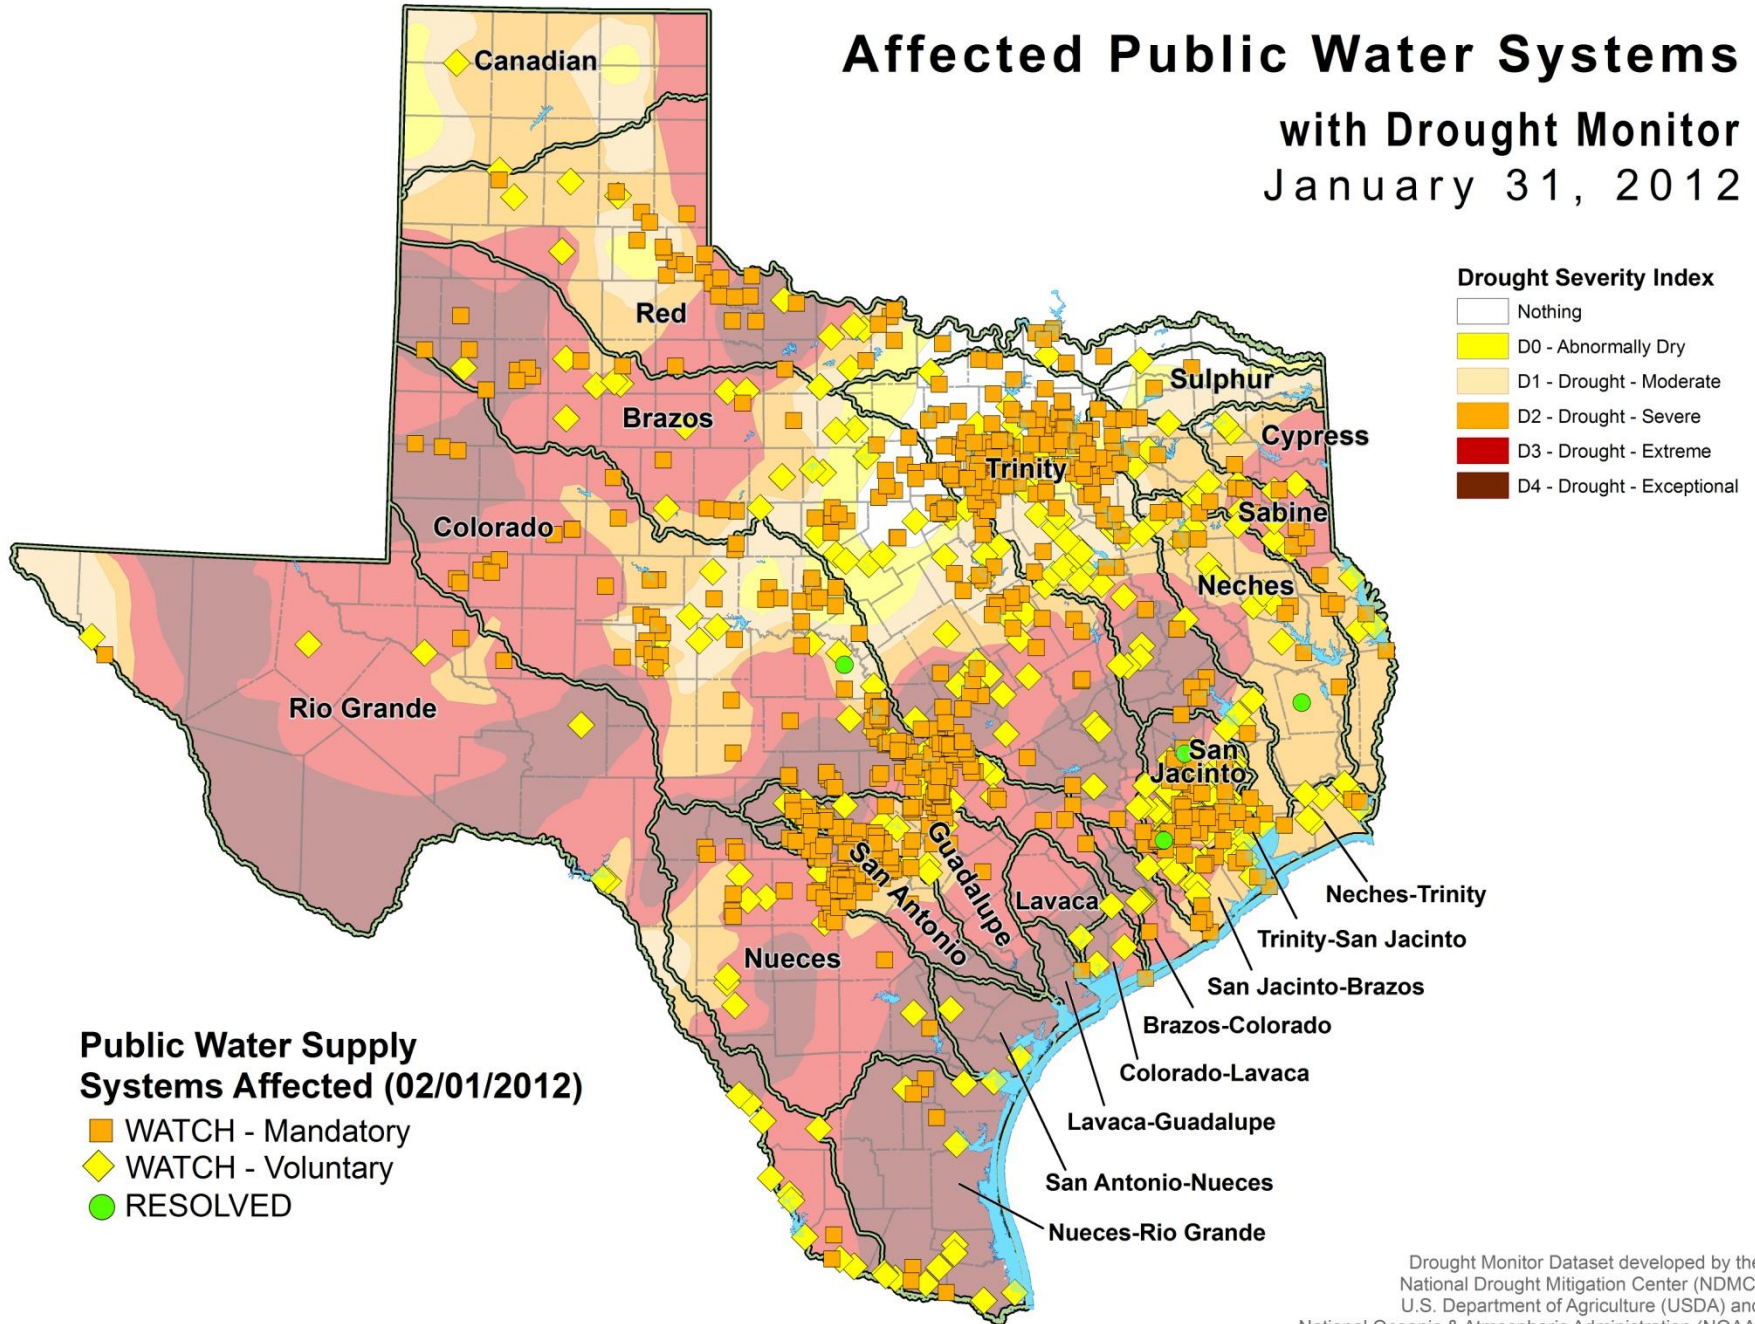 Affected Public Water Systems
with Drought Monitor
January 31, 2012
Drought Severity Index
Nothing
D0 - Abnormally Dry
D1 - Drought - Moderate
D2 - Drought - Severe
D3 - Drought - Extreme
D4 - Drought - Exceptional
Canadian
Red
Sulphur
Brazos
Cypress
Trinity
Sabine
Colorado
Neches
Rio Grande
San
Jacinto
Guadalupe
San Antonio
Lavaca
Nueces
Neches-Trinity
Trinity-San Jacinto
San Jacinto-Brazos
Brazos-Colorado
Colorado-Lavaca
Lavaca-Guadalupe
San Antonio-Nueces
Nueces-Rio Grande
Public Water Supply
Systems Affected (02/01/2012)
WATCH - Mandatory
WATCH - Voluntary
RESOLVED
Drought Monitor Dataset developed by the
National Drought Mitigation Center (NDMC
U.S. Department of Agriculture (USDA) and
National Oceanic & Atmospheric Administration (NOAA